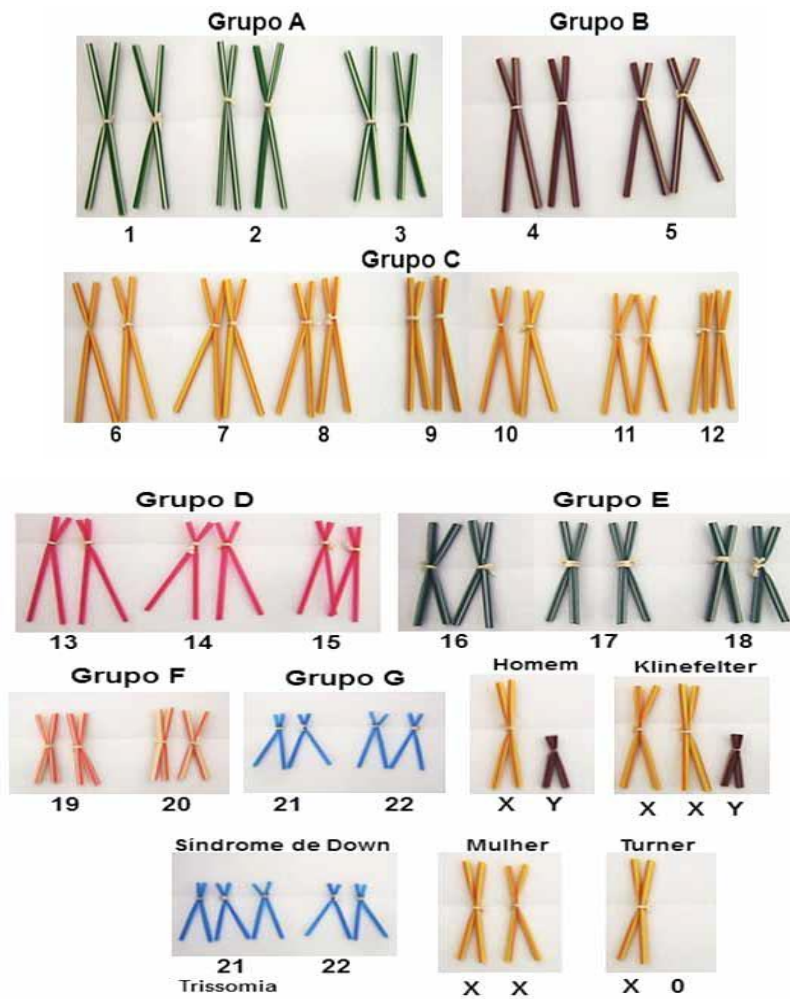 Grupo A
Grupo B
1 2 3
4 5
Grupo C
6 7 8 9 10 11 12
Grupo D
Grupo E
13 14 15
16 17 18
Grupo F
Grupo G
Homem
Klinefelter
19 20
21 22
X Y
X X Y
Síndrome de Down
Mulher
Turner
21 22
Trissomia
X X
X 0